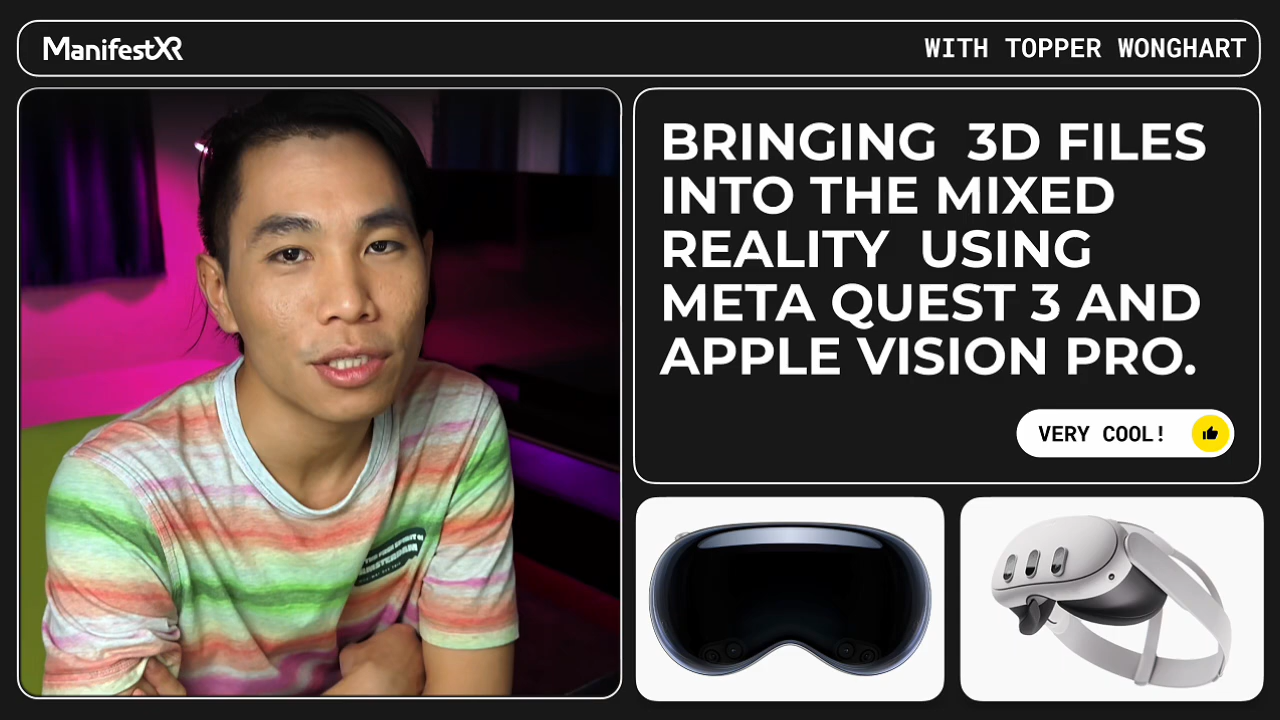 ManifestXR
WITH TOPPER WONGHART
BRINGING 3D FILES
INTO THE MIXED
REALITY USING
META QUEST 3 AND
APPLE VISION PRO.
VERY COOL!
AMSTERDAM